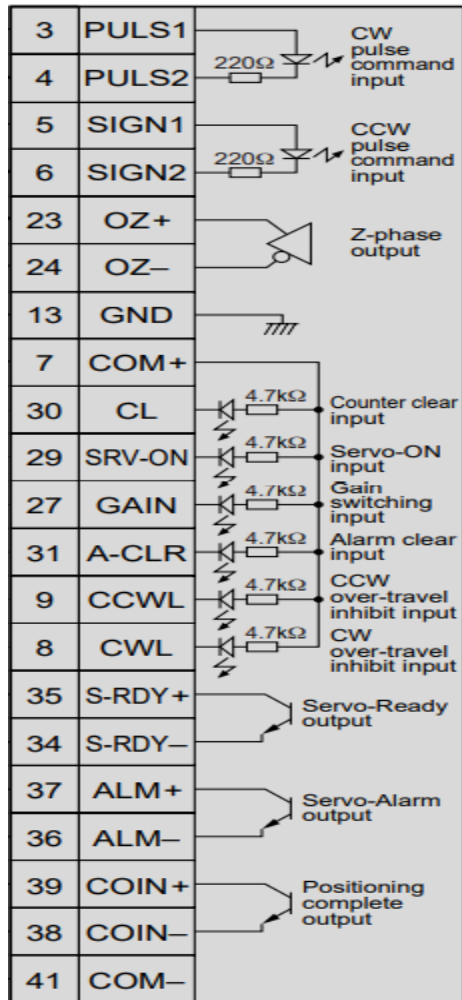 3 PULS1
4 PULS2
220Ω
CW
pulse
command
input
5 SIGN1
6 SIGN2
220Ω
CCW
pulse
command
input
23 OZ+
24 OZ–
Z-phase
output
13 GND
7 COM+
30 CL 4.7kΩ
Counter clear
input
29 SRV-ON 4.7kΩ
Servo-ON
input
27 GAIN 4.7kΩ
Gain
switching
input
31 A-CLR 4.7kΩ
Alarm clear
input
9 CCWL 4.7kΩ
CCW
over-travel
inhibit input
8 CWL 4.7kΩ
CW
over-travel
inhibit input
35 S-RDY+
34 S-RDY–
Servo-Ready
output
37 ALM+
36 ALM–
Servo-Alarm
output
39 COIN+
38 COIN–
Positioning
complete
output
41 COM–